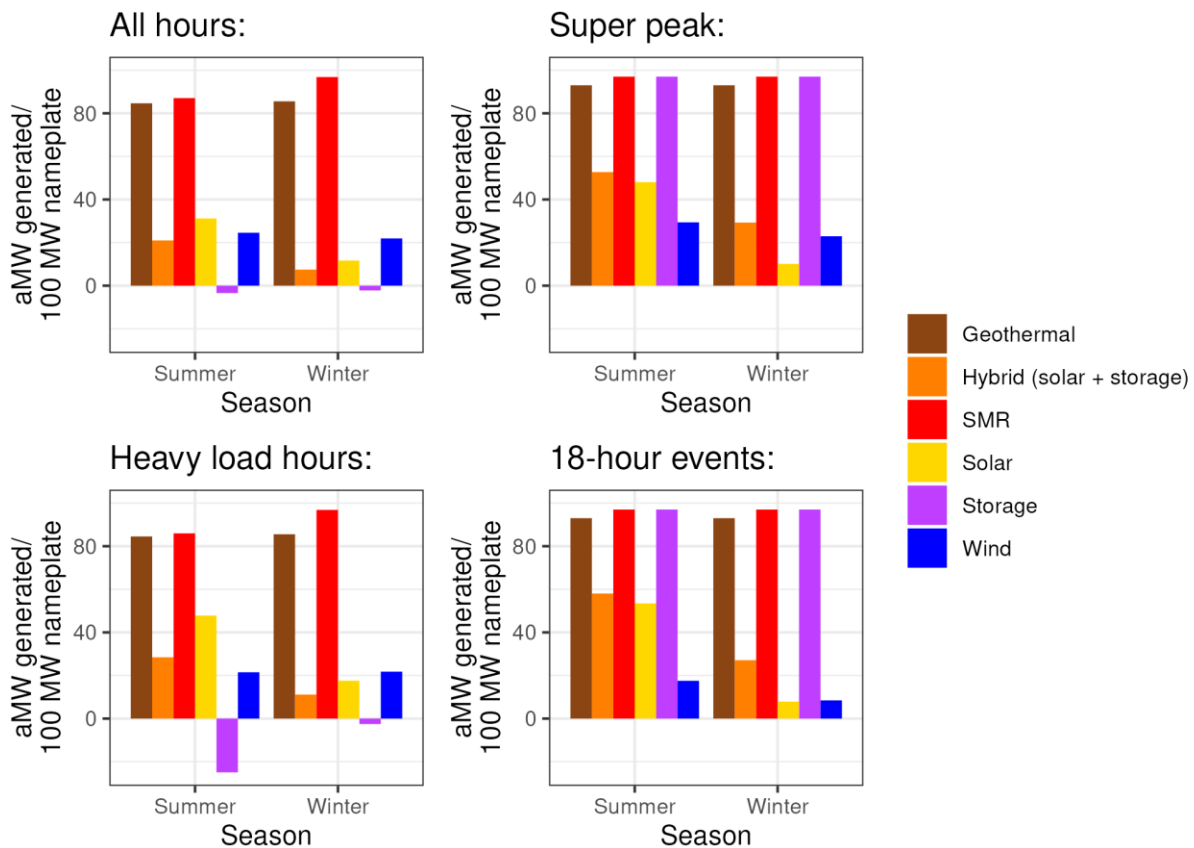 All hours:
aMW generated/
100 MW nameplate
80
40
0
Summer
Winter
Season
Super peak:
aMW generated/
100 MW nameplate
80
40
0
Summer
Winter
Season
Heavy load hours:
aMW generated/
100 MW nameplate
80
40
0
Summer
Winter
Season
18-hour events:
aMW generated/
100 MW nameplate
80
40
0
Summer
Winter
Season
Geothermal
Hybrid (solar + storage)
SMR
Solar
Storage
Wind